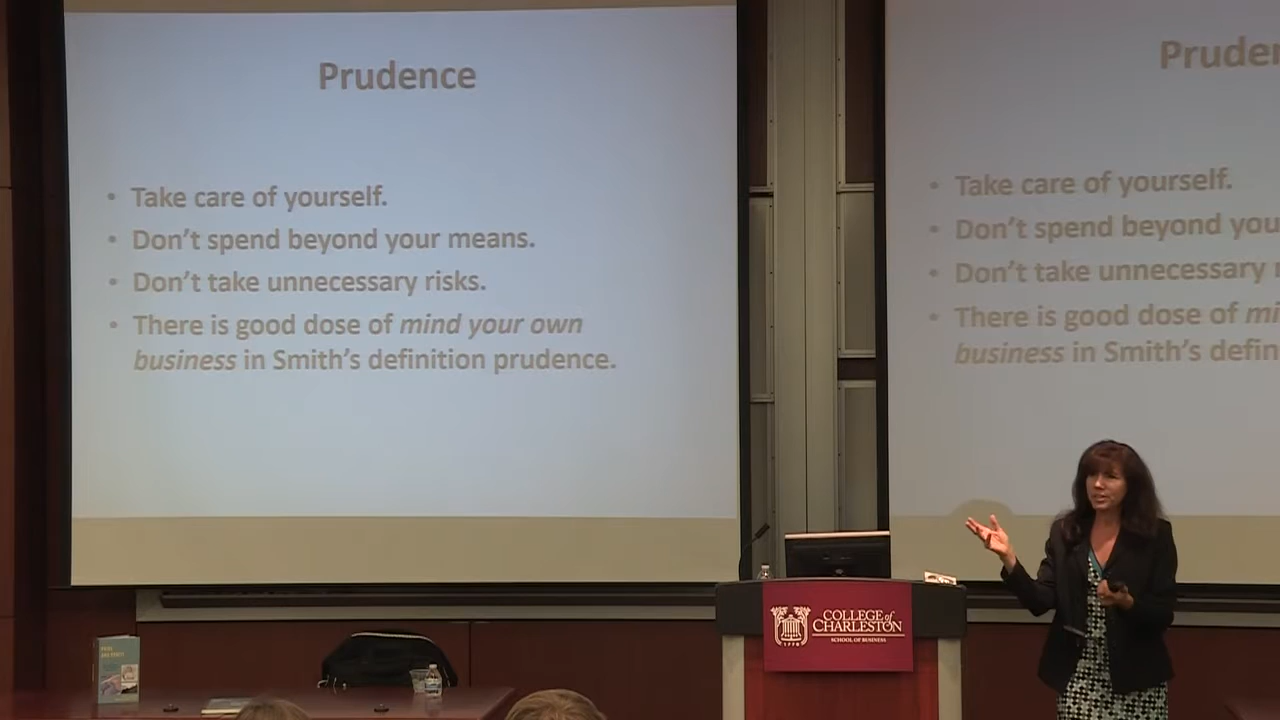 Prudence
• Take care of yourself.
• Don't spend beyond your means.
• Don't take unnecessary risks.
• There is good dose of mind your own
business in Smith's definition prudence.
Pruden
• Take care of yourself.
• Don't spend beyond you
• Don't take unnecessary
• There is good dose of mi
business in Smith's defin
COLLEGE of
CHARLESTON
SCHOOL OF BUSINESS
1770